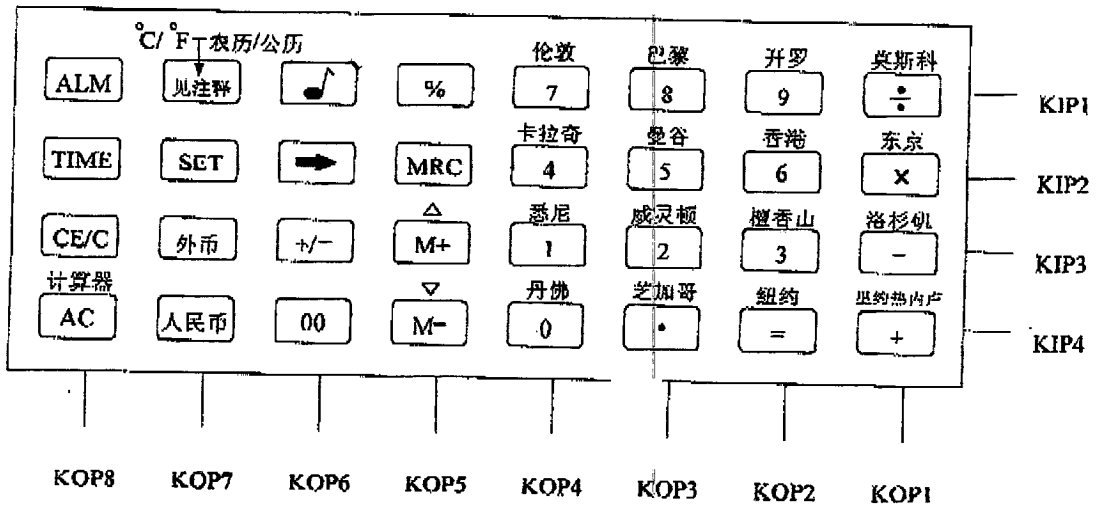 °C/ °F 农历/公历
伦敦 巴黎 开罗 莫斯科
ALM 见注释 % 7 8 9 ÷ KIP1
卡拉奇 曼谷 香港 东京
TIME SET MRC 4 5 6 × KIP2
悉尼 威灵顿 檀香山 洛杉矶
CE/C 外币 +/− M+ 1 2 3 − KIP3
计算器 丹佛 芝加哥 纽约 里约热内卢
AC 人民币 00 M− 0 · = + KIP4
KOP8 KOP7 KOP6 KOP5 KOP4 KOP3 KOP2 KOP1